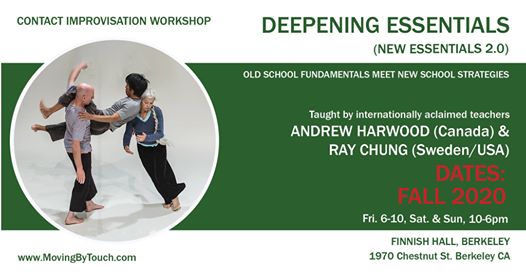 CONTACT IMPROVISATION WORKSHOP
DEEPENING ESSENTIALS
(NEW ESSENTIALS 2.0)
OLD SCHOOL FUNDAMENTALS MEET NEW SCHOOL STRATEGIES
Taught by internationally aclaimed teachers
ANDREW HARWOOD (Canada) &
RAY CHUNG (Sweden/USA)
DATES:
FALL 2020
Fri. 6-10, Sat. & Sun, 10-6pm
FINNISH HALL, BERKELEY
1970 Chestnut St. Berkeley CA
www.MovingByTouch.com